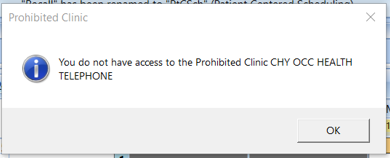 "Recall" has been renamed to "PtCSch" (Patient Centered Scheduling)
Prohibited Clinic
You do not have access to the Prohibited Clinic CHY OCC HEALTH
TELEPHONE
OK